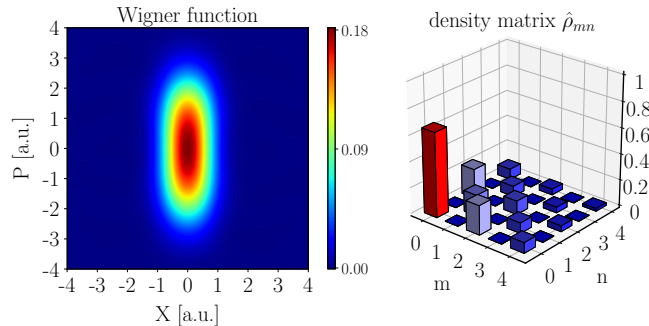 Wigner function
4
3
2
1
0
-1
-2
-3
-4
P [a.u.]
-4 -3 -2 -1 0 1 2 3 4
X [a.u.]
0.18
0.09
0.00
density matrix ρ̂mn
1
0.8
0.6
0.4
0.2
0
0 1 2 3 4
m
0 1 2 3 4
n